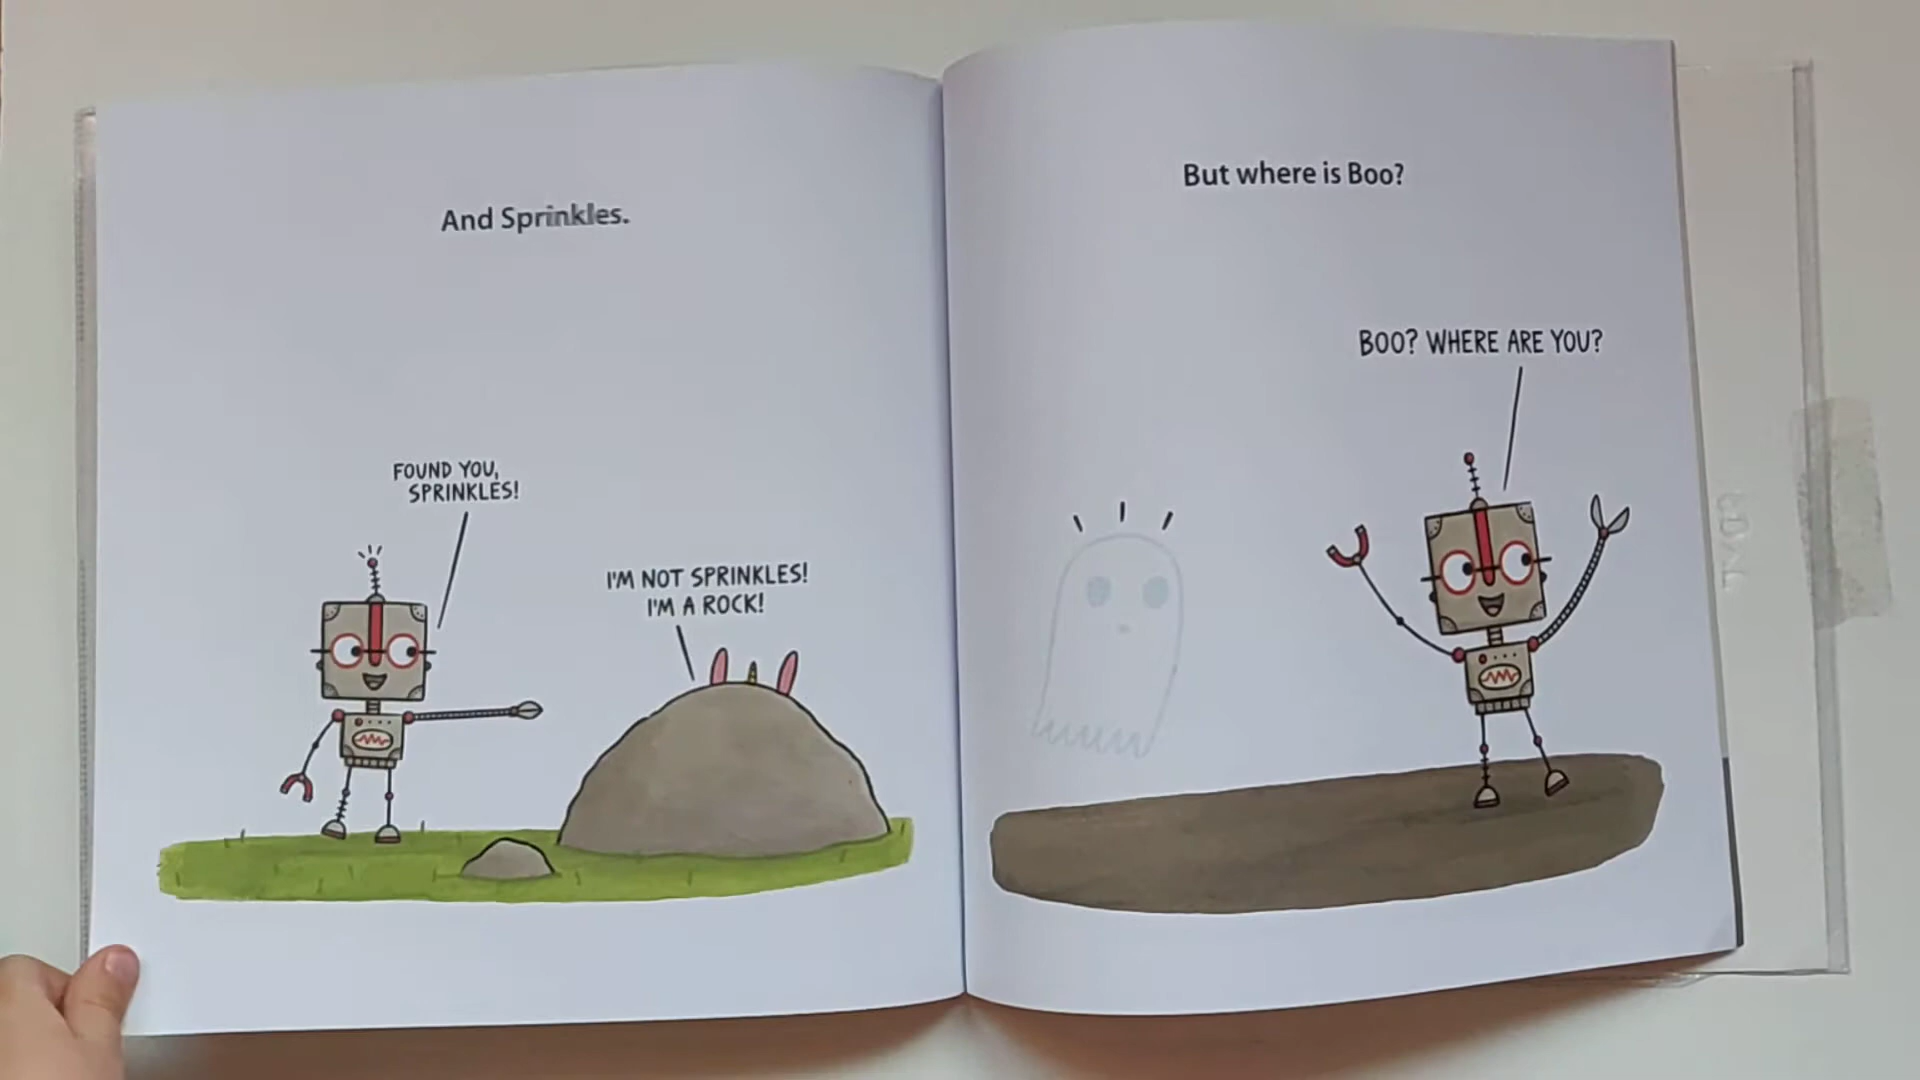 And Sprinkles.
FOUND YOU,
SPRINKLES!
I'M NOT SPRINKLES!
I'M A ROCK!
But where is Boo?
BOO? WHERE ARE YOU?